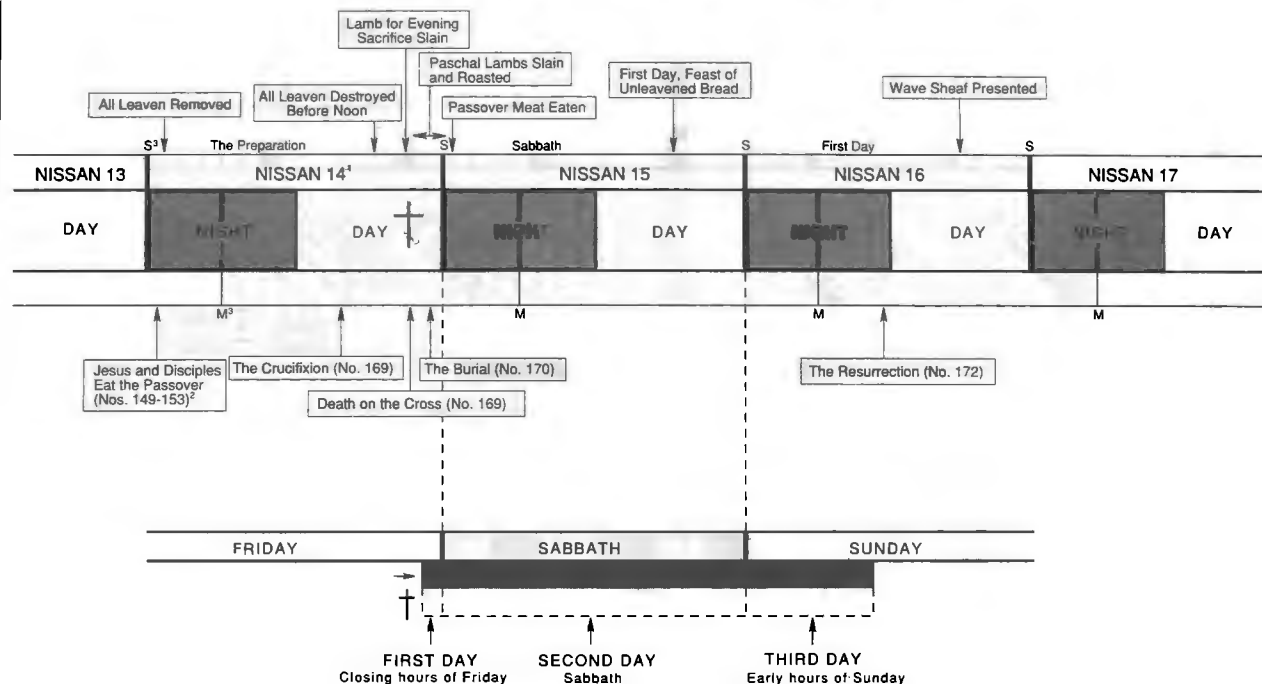 Lamb for Evening
Sacrifice Slain
Paschal Lambs Slain
and Roasted
First Day, Feast of
Unleavened Bread
All Leaven Removed
All Leaven Destroyed
Before Noon
Passover Meat Eaten
Wave Sheaf Presented
S³ The Preparation S Sabbath S First Day S
NISSAN 13 NISSAN 14⁴ NISSAN 15 NISSAN 16 NISSAN 17
DAY NIGHT DAY NIGHT DAY NIGHT DAY NIGHT DAY
M³ M M M
Jesus and Disciples
Eat the Passover
(Nos. 149-153)²
The Crucifixion (No. 169)
The Burial (No. 170)
The Resurrection (No. 172)
Death on the Cross (No. 169)
FRIDAY SABBATH SUNDAY
FIRST DAY SECOND DAY THIRD DAY
Closing hours of Friday Sabbath Early hours of Sunday